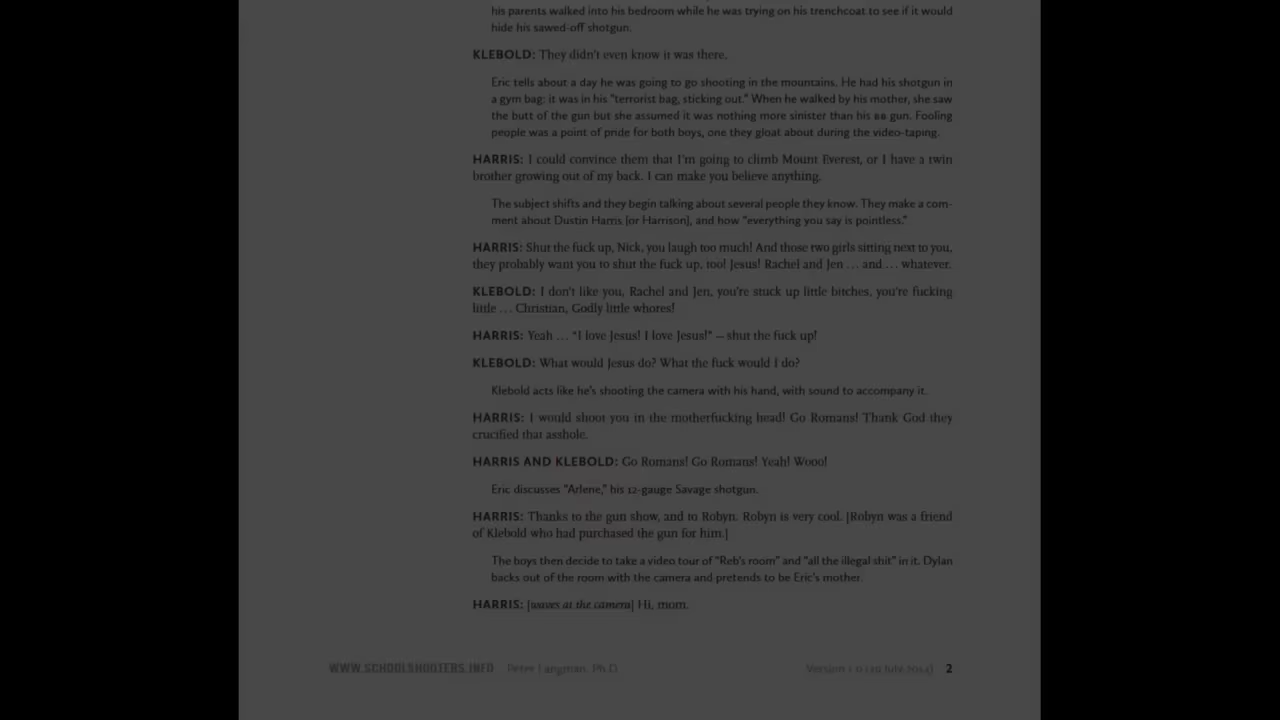 his parents walked into his bedroom while he was trying on his trenchcoat to see if it would
hide his sawed-off shotgun.
KLEBOLD: They didn't even know it was there.
Eric tells about a day he was going to go shooting in the mountains. He had his shotgun in
a gym bag: it was in his "terrorist bag, sticking out." When he walked by his mother, she saw
the butt of the gun but she assumed it was nothing more sinister than his BB gun. Fooling
people was a point of pride for both boys, one they gloat about during the video-taping.
HARRIS: I could convince them that I'm going to climb Mount Everest, or I have a twin
brother growing out of my back. I can make you believe anything.
The subject shifts and they begin talking about several people they know. They make a com-
ment about Dustin Harris [or Harrison], and how "everything you say is pointless."
HARRIS: Shut the fuck up, Nick, you laugh too much! And those two girls sitting next to you,
they probably want you to shut the fuck up, too! Jesus! Rachel and Jen … and … whatever.
KLEBOLD: I don't like you, Rachel and Jen, you're stuck up little bitches, you're fucking
little … Christian, Godly little whores!
HARRIS: Yeah … "I love Jesus! I love Jesus!" – shut the fuck up!
KLEBOLD: What would Jesus do? What the fuck would I do?
Klebold acts like he's shooting the camera with his hand, with sound to accompany it.
HARRIS: I would shoot you in the motherfucking head! Go Romans! Thank God they
crucified that asshole.
HARRIS AND KLEBOLD: Go Romans! Go Romans! Yeah! Wooo!
Eric discusses "Arlene," his 12-gauge Savage shotgun.
HARRIS: Thanks to the gun show, and to Robyn. Robyn is very cool. [Robyn was a friend
of Klebold who had purchased the gun for him.]
The boys then decide to take a video tour of "Reb's room" and "all the illegal shit" in it. Dylan
backs out of the room with the camera and pretends to be Eric's mother.
HARRIS: [waves at the camera] Hi, mom.
WWW.SCHOOLSHOOTERS.INFO Peter Langman, Ph.D. Version 1.0 (29 July 2014) 2